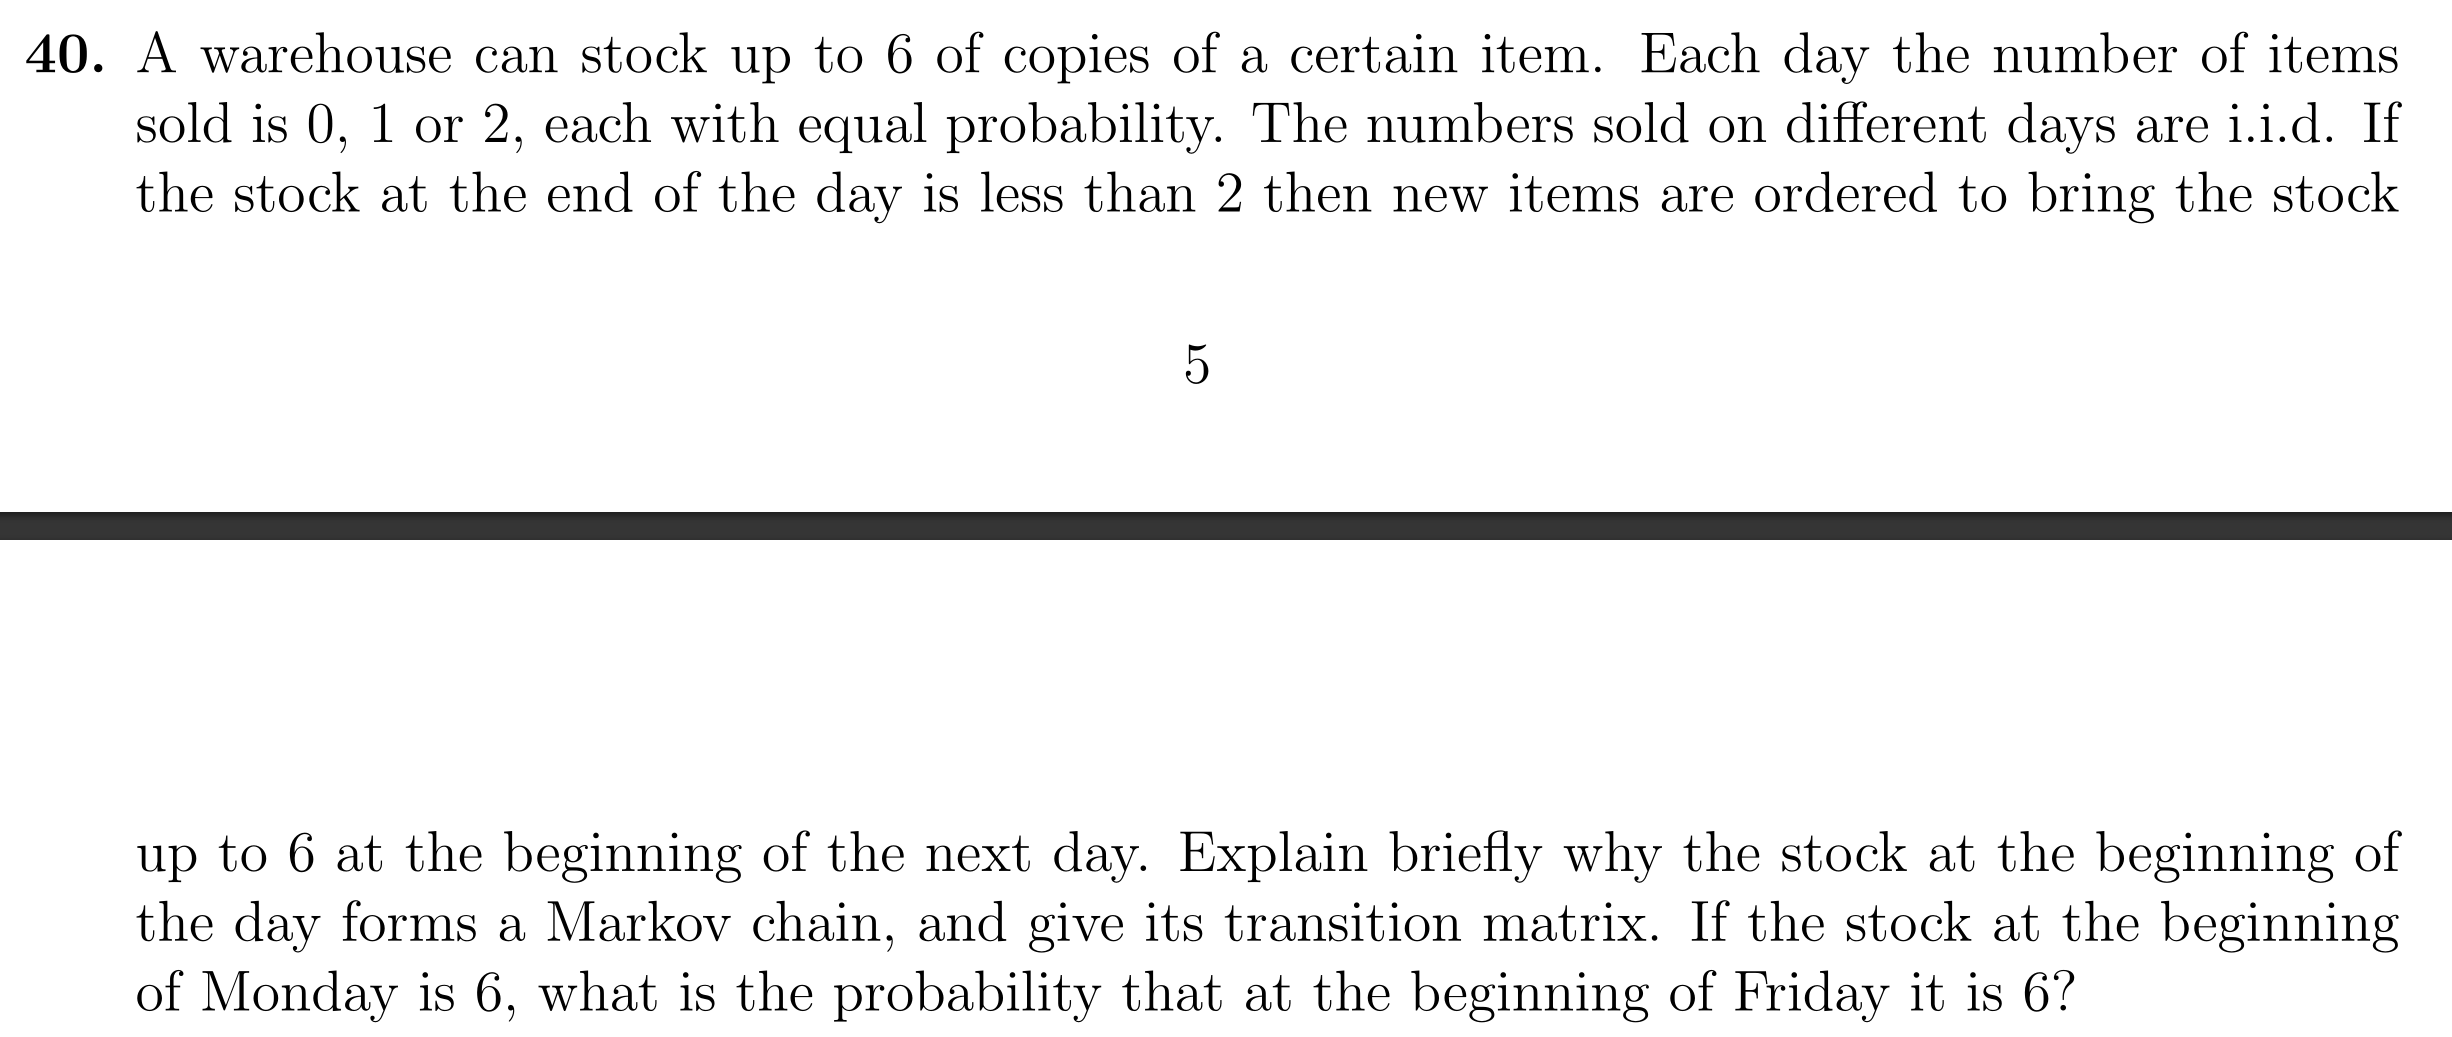 40. A warehouse can stock up to 6 of copies of a certain item. Each day the number of items
sold is 0, 1 or 2, each with equal probability. The numbers sold on different days are i.i.d. If
the stock at the end of the day is less than 2 then new items are ordered to bring the stock
5
up to 6 at the beginning of the next day. Explain briefly why the stock at the beginning of
the day forms a Markov chain, and give its transition matrix. If the stock at the beginning
of Monday is 6, what is the probability that at the beginning of Friday it is 6?